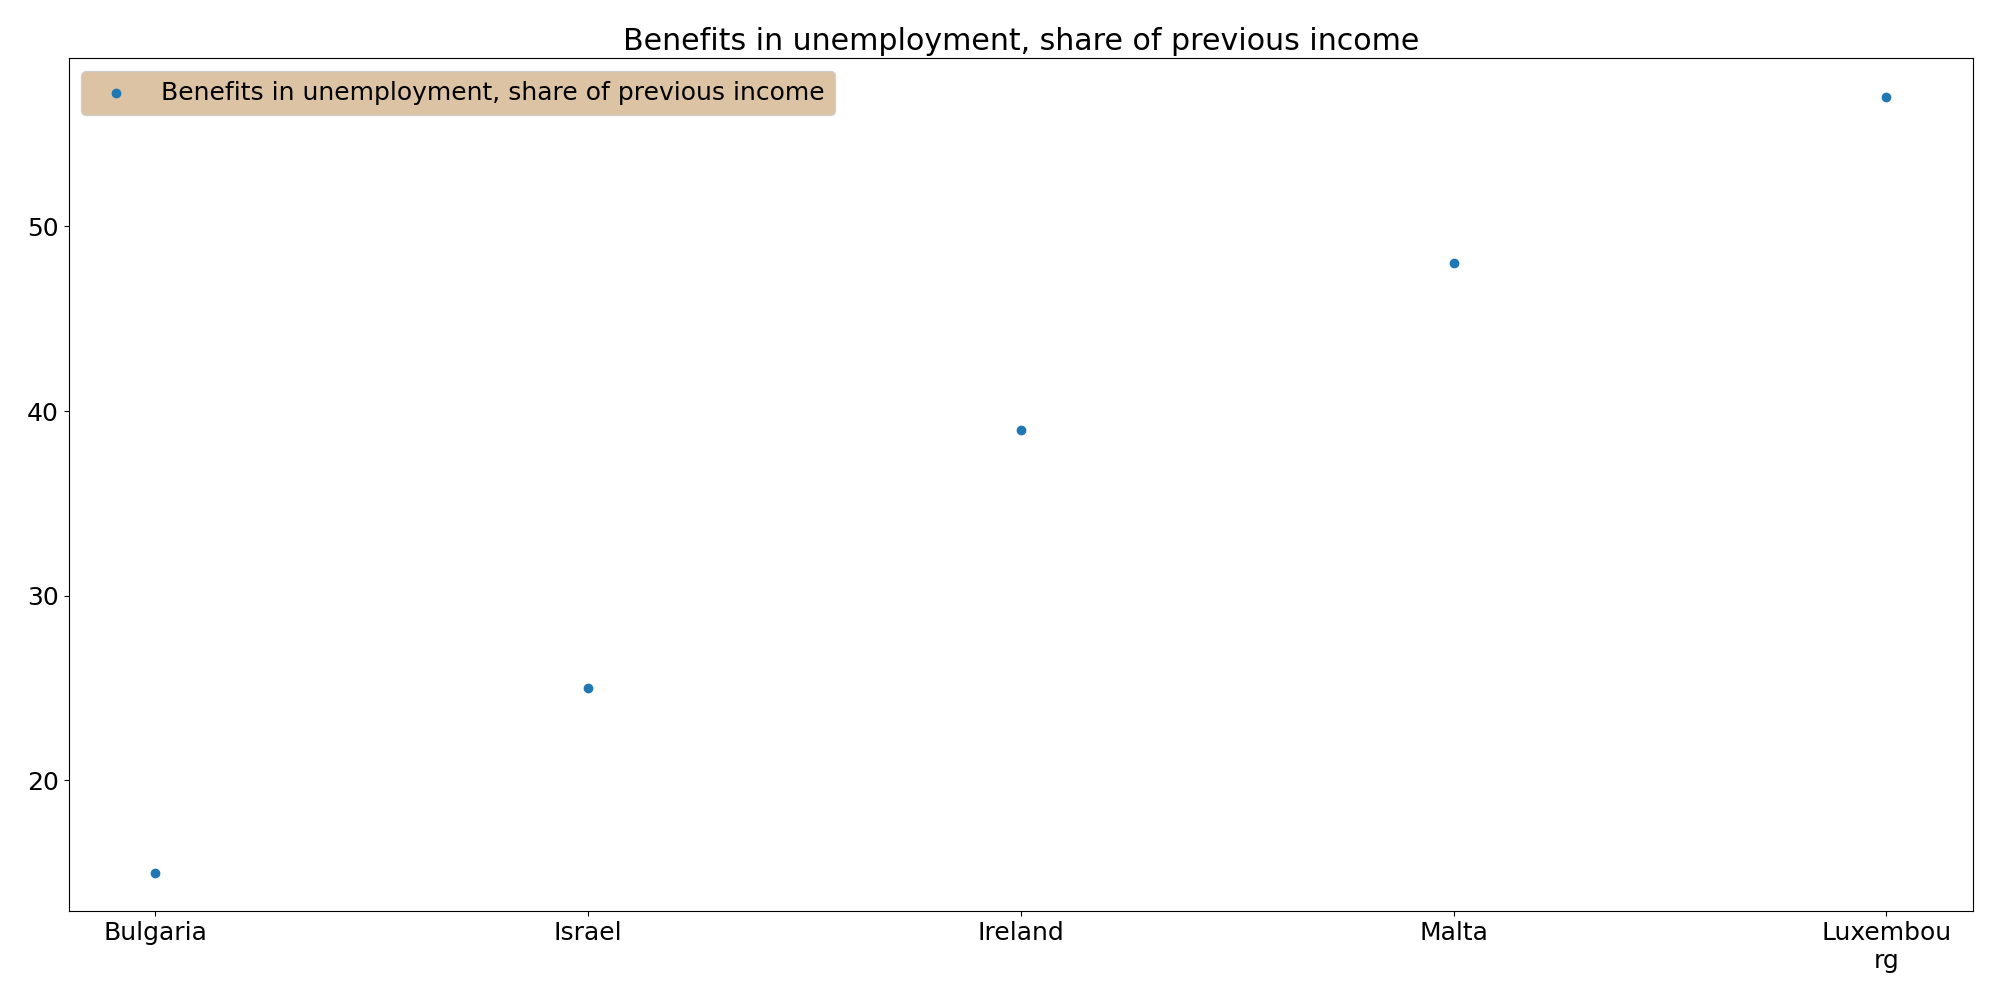 Benefits in unemployment, share of previous income
Benefits in unemployment, share of previous income
50
40
30
20
Bulgaria
Israel
Ireland
Malta
Luxembou
rg